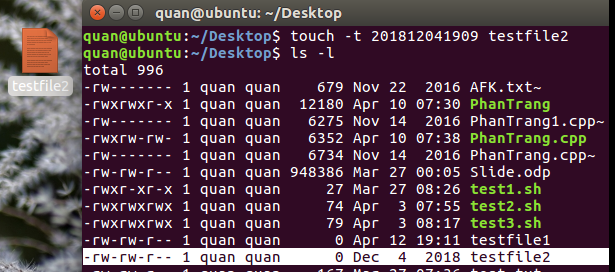 quan@ubuntu: ~/Desktop
testfile2
quan@ubuntu:~/Desktop$ touch -t 201812041909 testfile2
quan@ubuntu:~/Desktop$ ls -l
total 996
-rw------- 1 quan quan    679 Nov 22  2016 AFK.txt~
-rwxrwxr-x 1 quan quan  12180 Apr 10 07:30 PhanTrang
-rw------- 1 quan quan   6275 Nov 14  2016 PhanTrang1.cpp~
-rwxrw-rw- 1 quan quan   6352 Apr 10 07:38 PhanTrang.cpp
-rw------- 1 quan quan   6734 Nov 14  2016 PhanTrang.cpp~
-rw-rw-r-- 1 quan quan 948386 Mar 27 00:05 Slide.odp
-rwxr-xr-x 1 quan quan     27 Mar 27 08:26 test1.sh
-rwxrwxrwx 1 quan quan     74 Apr  3 07:55 test2.sh
-rwxrwxrwx 1 quan quan     79 Apr  3 08:17 test3.sh
-rw-rw-r-- 1 quan quan      0 Apr 12 19:11 testfile1
-rw-rw-r-- 1 quan quan      0 Dec  4  2018 testfile2